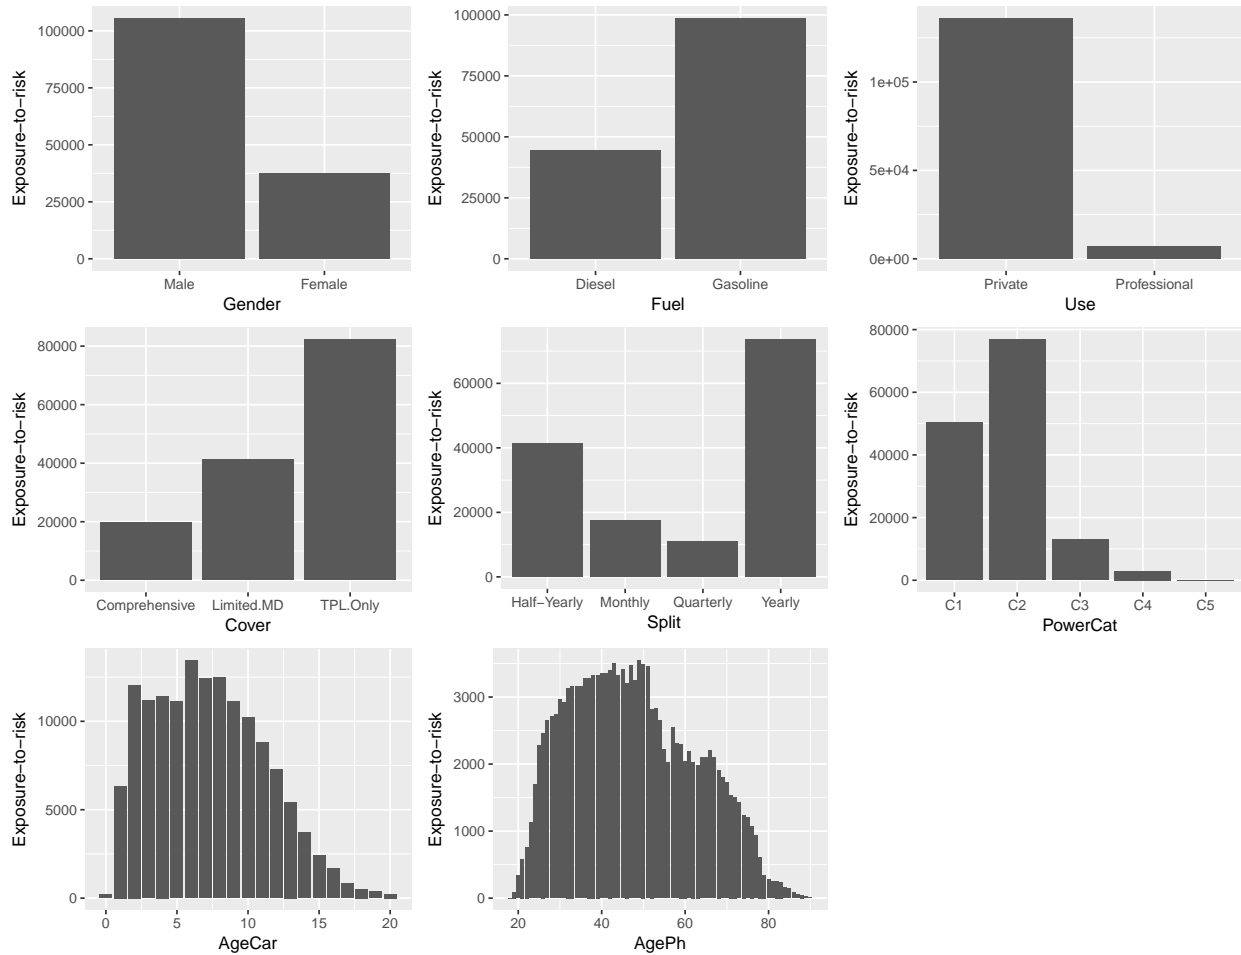 Exposure−to−risk
100000
75000
50000
25000
0
Male Female
Gender
Exposure−to−risk
100000
75000
50000
25000
0
Diesel Gasoline
Fuel
Exposure−to−risk
1e+05
5e+04
0e+00
Private Professional
Use
Exposure−to−risk
80000
60000
40000
20000
0
Comprehensive Limited.MD TPL.Only
Cover
Exposure−to−risk
60000
40000
20000
0
Half−Yearly Monthly Quarterly Yearly
Split
Exposure−to−risk
80000
60000
40000
20000
0
C1 C2 C3 C4 C5
PowerCat
Exposure−to−risk
10000
5000
0
0 5 10 15 20
AgeCar
Exposure−to−risk
3000
2000
1000
0
20 40 60 80
AgePh